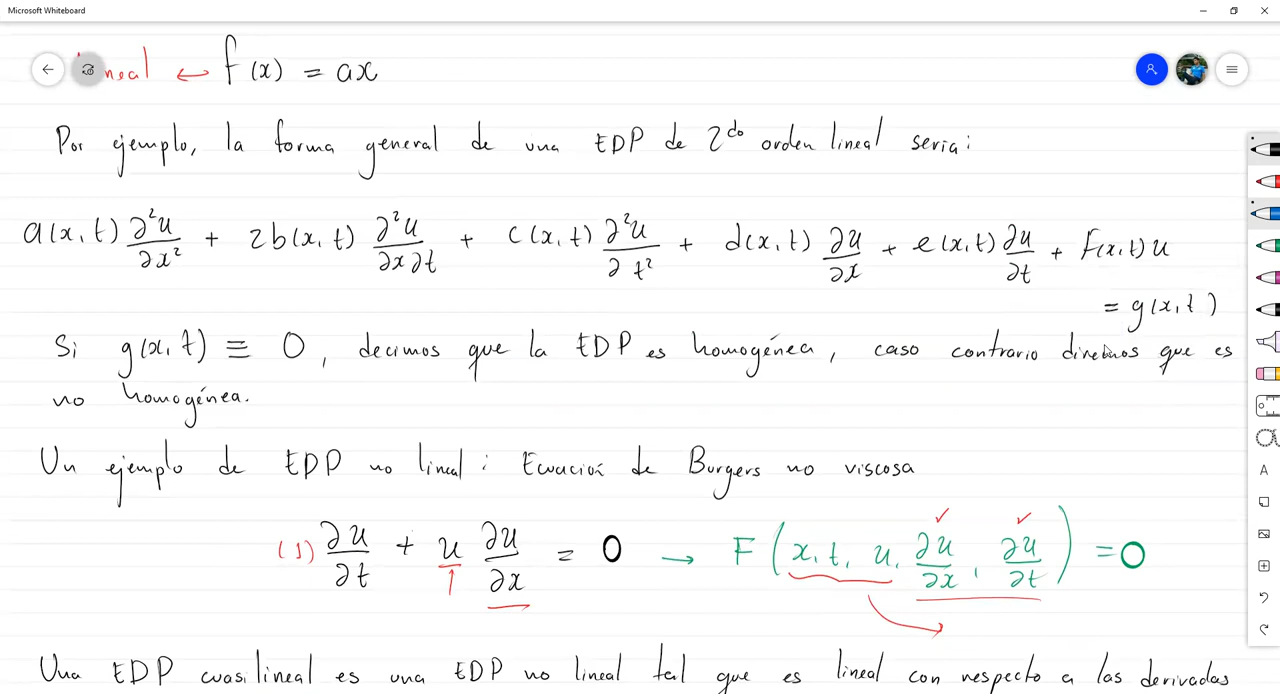 Microsoft Whiteboard
neal ↔ f(x) = ax
Por ejemplo, la forma general de una EDP de 2do orden lineal seria:
a(x,t) ∂²u/∂x² + 2b(x,t) ∂²u/∂x∂t + c(x,t) ∂²u/∂t² + d(x,t) ∂u/∂x + e(x,t) ∂u/∂t + f(x,t) u
= g(x,t)
Si g(x,t) ≡ 0, decimos que la EDP es homogénea, caso contrario diremos que es
no homogénea.
Un ejemplo de EDP no lineal: Ecuación de Burgers no viscosa
(1) ∂u/∂t + u ∂u/∂x = 0 → F(x, t, u, ∂u/∂x, ∂u/∂t) = 0
Una EDP cuasilineal es una EDP no lineal tal que es lineal con respecto a las derivadas